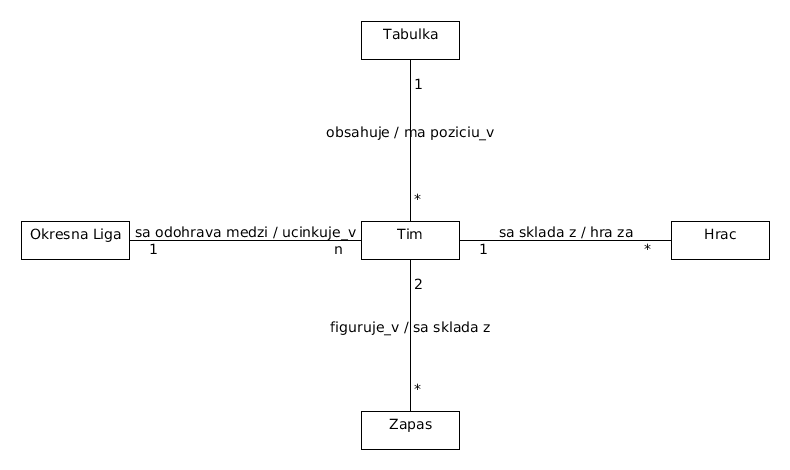 Tabulka
1
obsahuje / ma poziciu_v
*
Okresna Liga
sa odohrava medzi / ucinkuje_v
1
n
Tim
sa sklada z / hra za
1
*
Hrac
2
figuruje_v / sa sklada z
*
Zapas